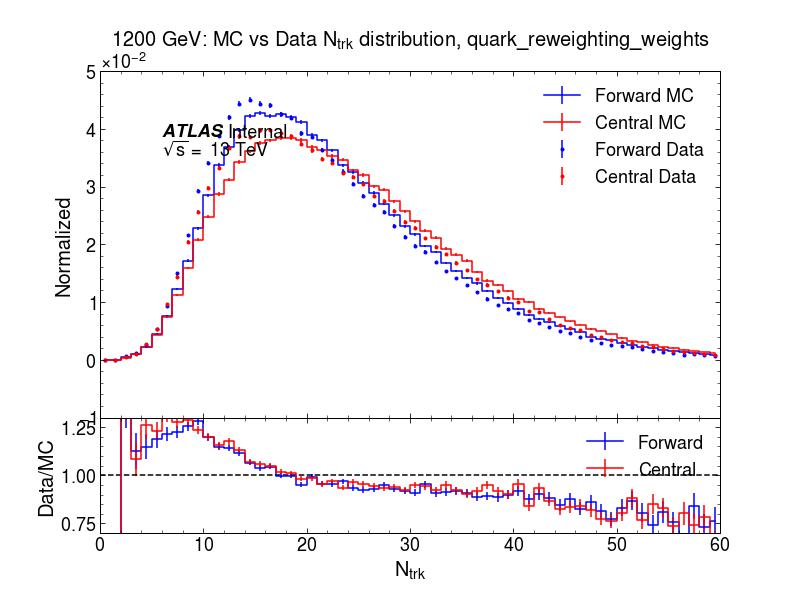 1200 GeV: MC vs Data Ntrk distribution, quark_reweighting_weights
×10−2
5
4
3
2
1
0
−1
Normalized
ATLAS Internal
√s = 13 TeV
Forward MC
Central MC
Forward Data
Central Data
1.25
1.00
0.75
Data/MC
Forward
Central
0 10 20 30 40 50 60
Ntrk